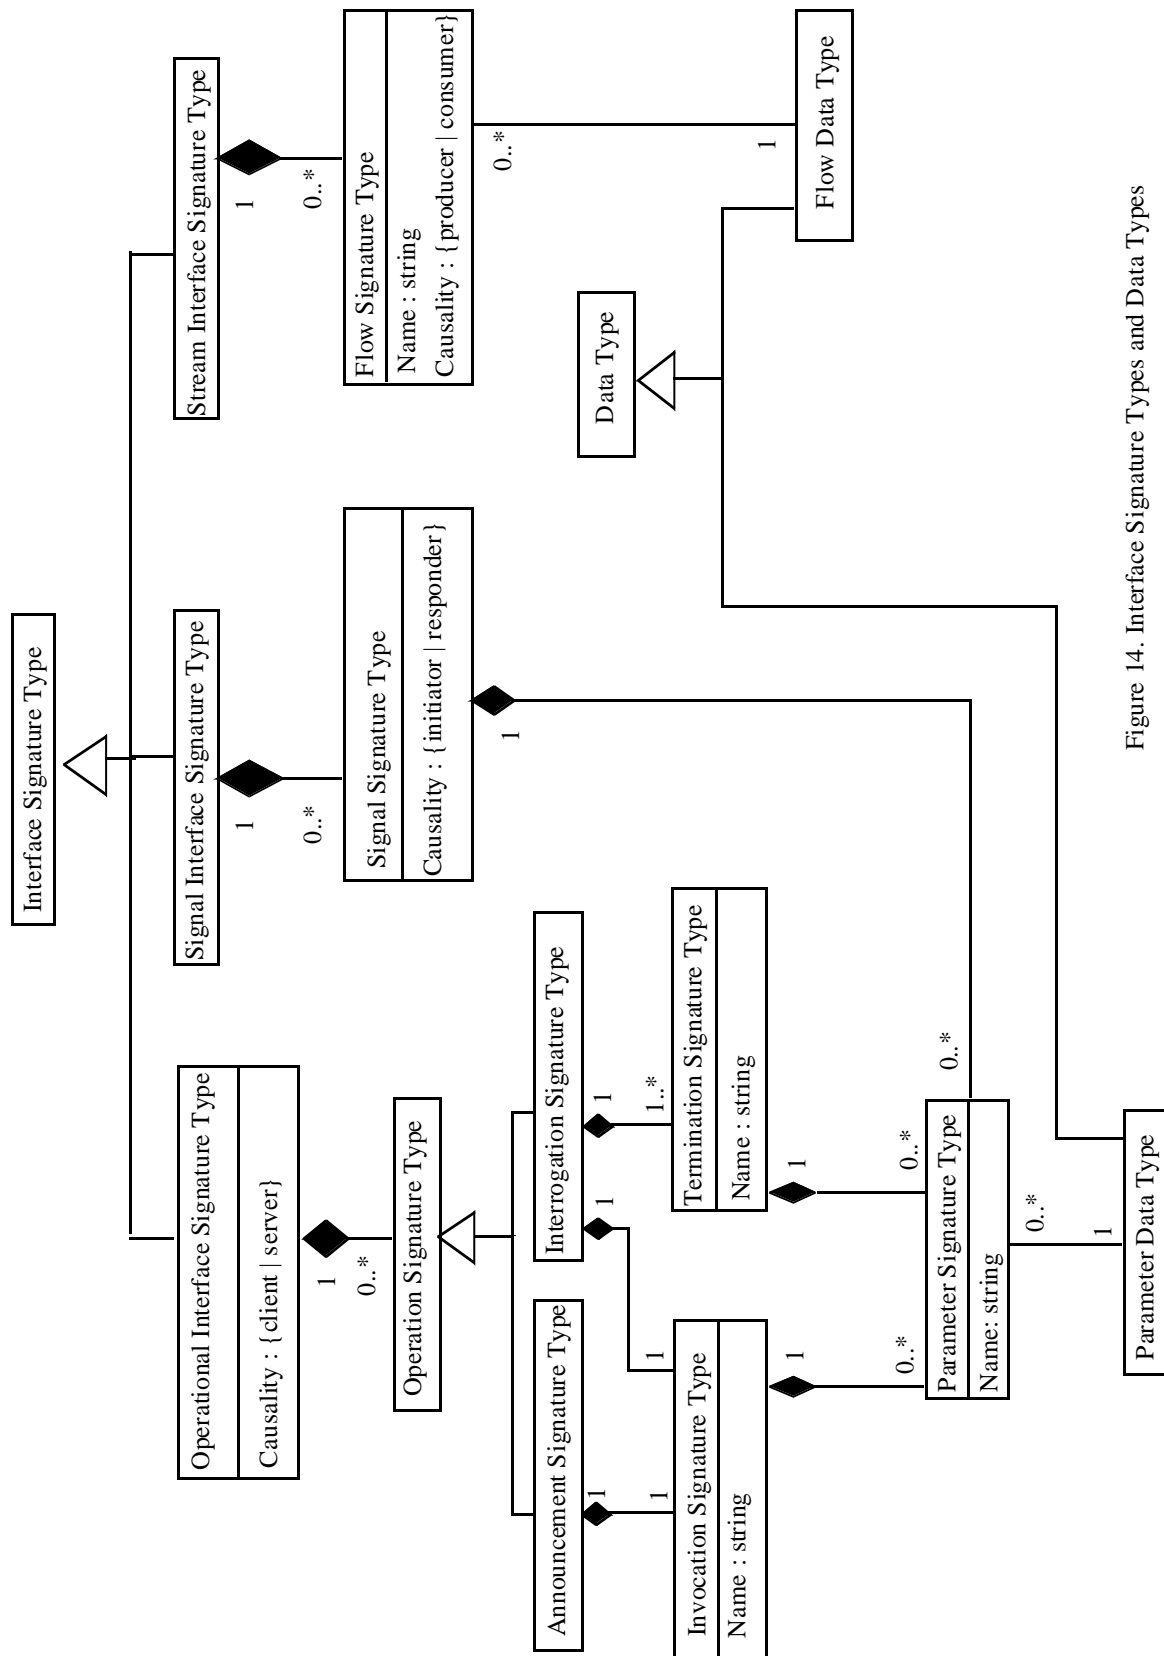 Interface Signature Type
Operational Interface Signature Type
Causality : {client | server}
1
0..*
Signal Interface Signature Type
1
0..*
Stream Interface Signature Type
1
0..*
Operation Signature Type
Signal Signature Type
Causality : {initiator | responder}
1
Flow Signature Type
Name : string
Causality : {producer | consumer}
0..*
Announcement Signature Type
1
1
Interrogation Signature Type
1
1
1
1..*
Data Type
Invocation Signature Type
Name : string
1
0..*
Termination Signature Type
Name : string
1
0..*
0..*
1
Flow Data Type
Parameter Signature Type
Name: string
0..*
1
Parameter Data Type
Figure 14. Interface Signature Types and Data Types